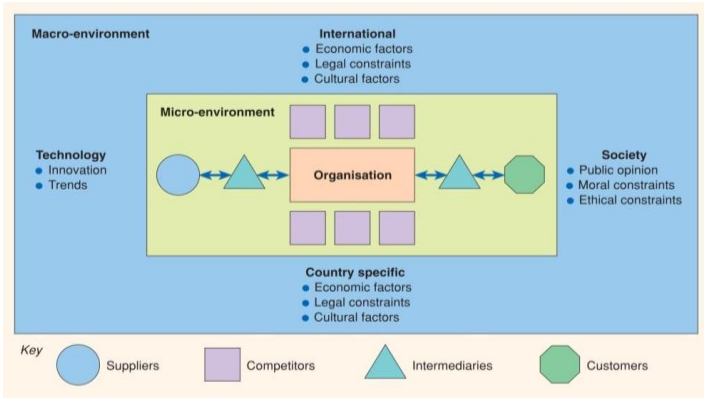 Macro-environment
International
Economic factors
Legal constraints
Cultural factors
Micro-environment
Technology
Innovation
Trends
Organisation
Society
Public opinion
Moral constraints
Ethical constraints
Country specific
Economic factors
Legal constraints
Cultural factors
Key
Suppliers
Competitors
Intermediaries
Customers